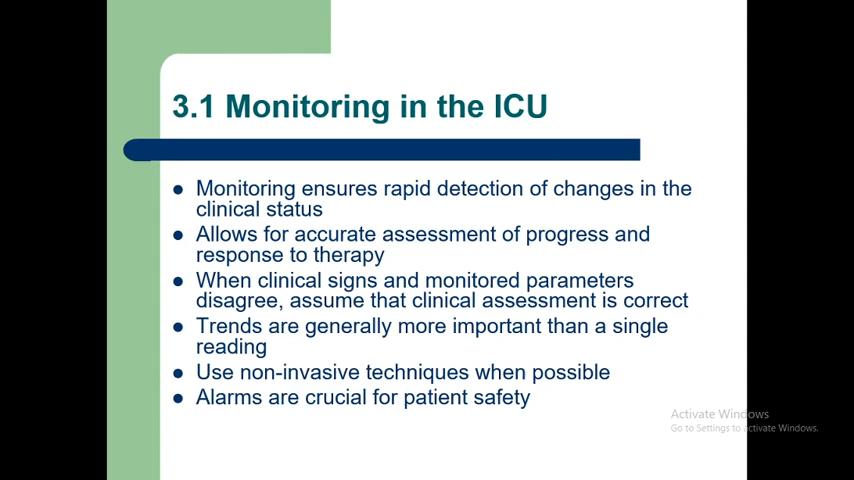 3.1 Monitoring in the ICU
Monitoring ensures rapid detection of changes in the
clinical status
Allows for accurate assessment of progress and
response to therapy
When clinical signs and monitored parameters
disagree, assume that clinical assessment is correct
Trends are generally more important than a single
reading
Use non-invasive techniques when possible
Alarms are crucial for patient safety
Activate Windows
Go to Settings to activate Windows.